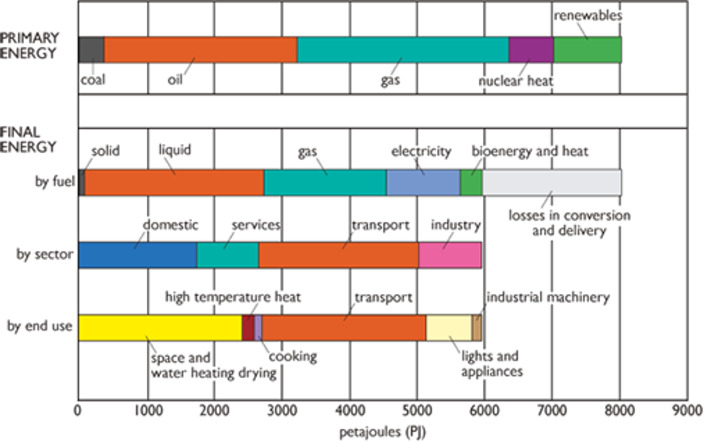 renewables
PRIMARY
ENERGY
coal
oil
gas
nuclear heat
FINAL
ENERGY
solid
liquid
gas
electricity
bioenergy and heat
by fuel
losses in conversion
and delivery
domestic
services
transport
industry
by sector
high temperature heat
transport
industrial machinery
by end use
space and
water heating drying
cooking
lights and
appliances
0 1000 2000 3000 4000 5000 6000 7000 8000 9000
petajoules (PJ)